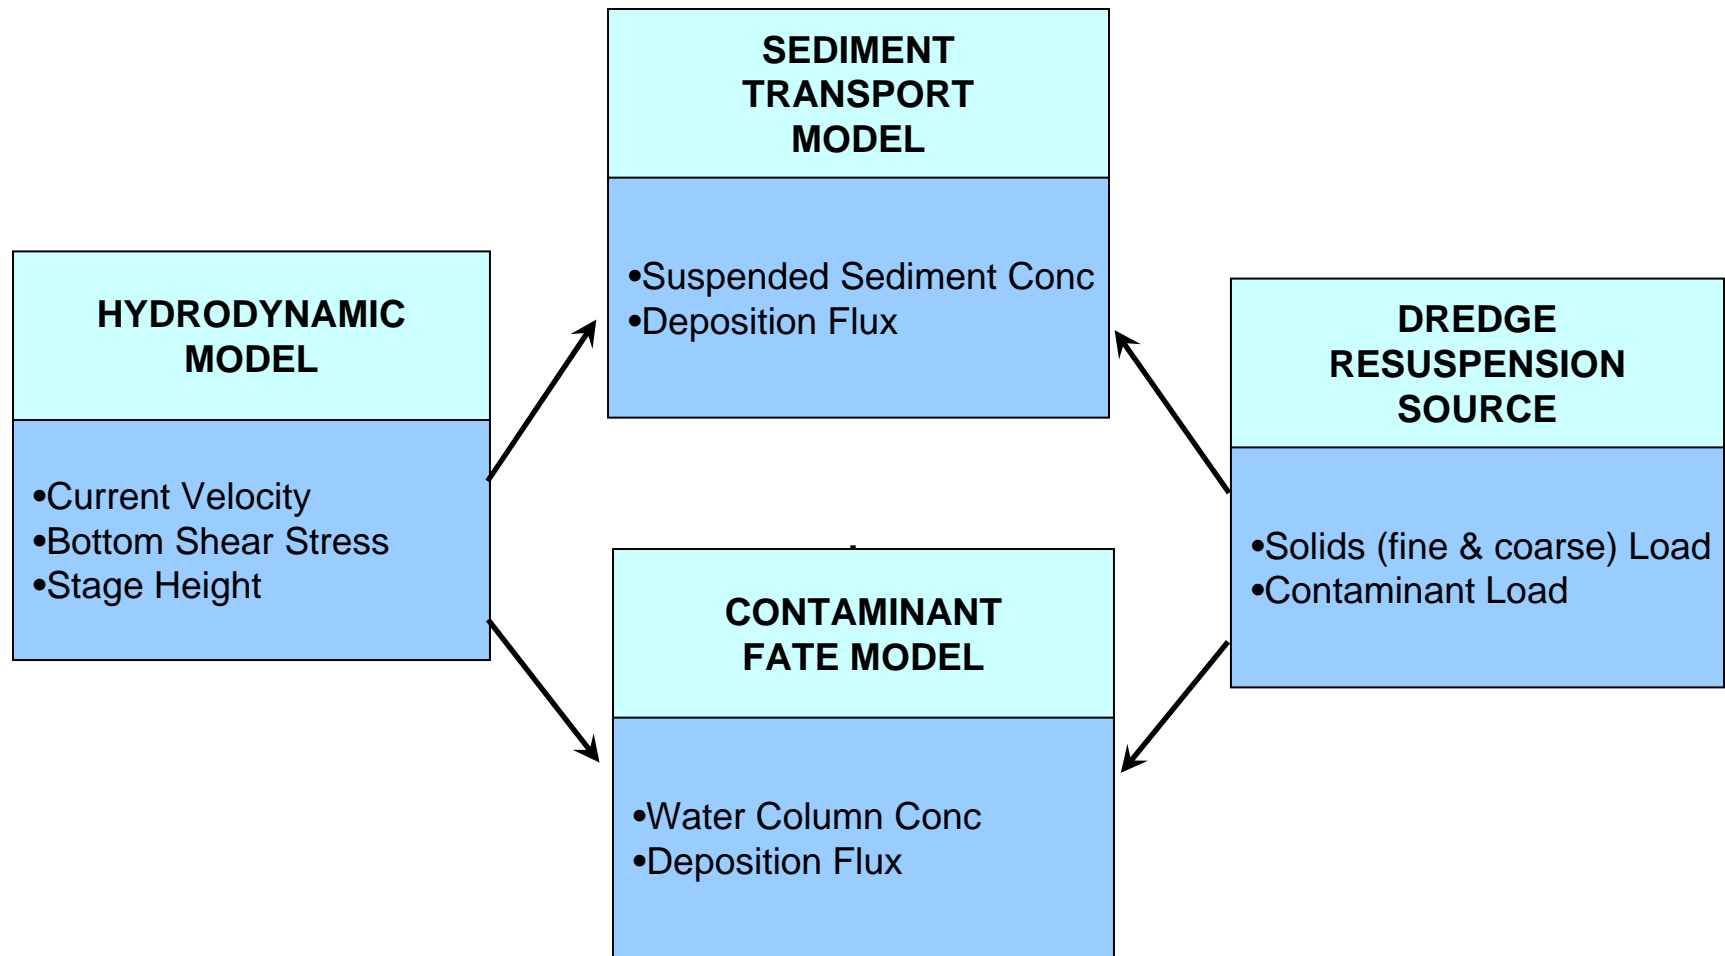 SEDIMENT
TRANSPORT
MODEL
•Suspended Sediment Conc
•Deposition Flux
HYDRODYNAMIC
MODEL
•Current Velocity
•Bottom Shear Stress
•Stage Height
DREDGE
RESUSPENSION
SOURCE
•Solids (fine & coarse) Load
•Contaminant Load
CONTAMINANT
FATE MODEL
•Water Column Conc
•Deposition Flux